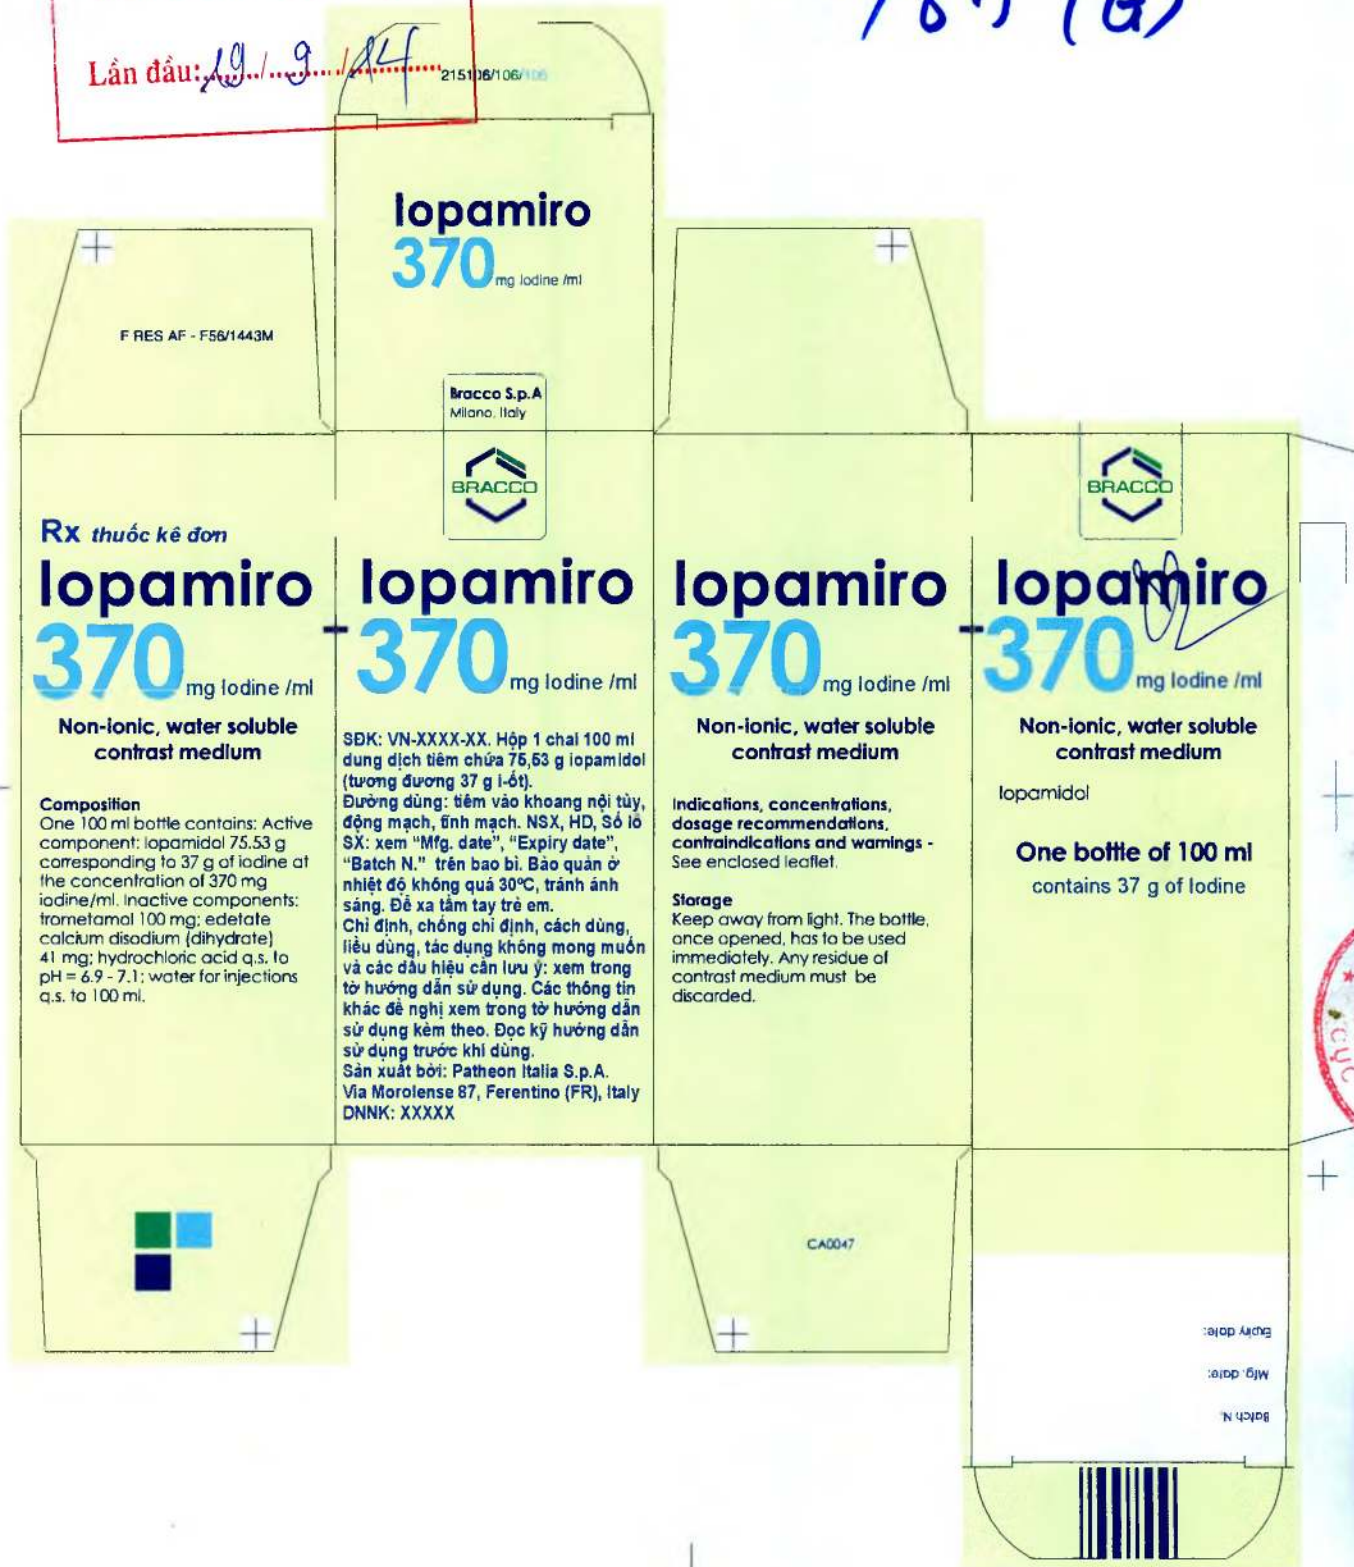 Lần đầu: 19/9/14
215106/106/106
Iopamiro
370 mg Iodine /ml
F RES AF - F56/1443M
Bracco S.p.A
Milano, Italy
BRACCO
Rx thuốc kê đơn
Iopamiro
370 mg Iodine /ml
Non-ionic, water soluble
contrast medium
Composition
One 100 ml bottle contains: Active
component: Iopamidol 75.53 g
corresponding to 37 g of iodine at
the concentration of 370 mg
iodine/ml. Inactive components:
trometamol 100 mg; edetate
calcium disodium (dihydrate)
41 mg; hydrochloric acid q.s. to
pH = 6.9 - 7.1; water for injections
q.s. to 100 ml.
Iopamiro
370 mg Iodine /ml
SĐK: VN-XXXX-XX. Hộp 1 chai 100 ml
dung dịch tiêm chứa 75,53 g iopamidol
(tương đương 37 g i-ốt).
Đường dùng: tiêm vào khoang nội tủy,
động mạch, tĩnh mạch. NSX, HD, Số lô
SX: xem "Mfg. date", "Expiry date",
"Batch N." trên bao bì. Bảo quản ở
nhiệt độ không quá 30ºC, tránh ánh
sáng. Để xa tầm tay trẻ em.
Chỉ định, chống chỉ định, cách dùng,
liều dùng, tác dụng không mong muốn
và các dấu hiệu cần lưu ý: xem trong
tờ hướng dẫn sử dụng. Các thông tin
khác đề nghị xem trong tờ hướng dẫn
sử dụng kèm theo. Đọc kỹ hướng dẫn
sử dụng trước khi dùng.
Sản xuất bởi: Patheon Italia S.p.A.
Via Morolense 87, Ferentino (FR), Italy
DNNK: XXXXX
Iopamiro
370 mg Iodine /ml
Non-ionic, water soluble
contrast medium
Indications, concentrations,
dosage recommendations,
contraindications and warnings -
See enclosed leaflet.
Storage
Keep away from light. The bottle,
once opened, has to be used
immediately. Any residue of
contrast medium must be
discarded.
BRACCO
Iopamiro
370 mg Iodine /ml
Non-ionic, water soluble
contrast medium
Iopamidol
One bottle of 100 ml
contains 37 g of Iodine
CỤC
CA0047
Expiry date:
Mfg. date:
Batch N.